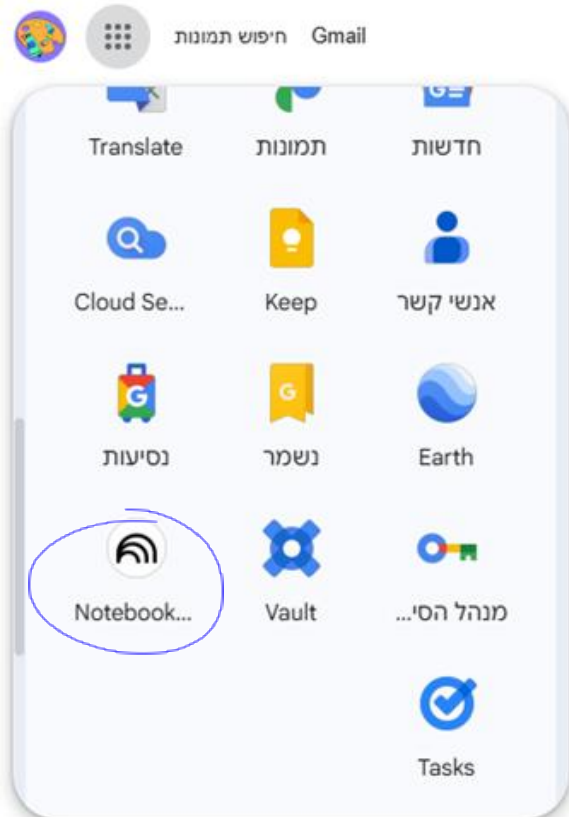 Gmail חיפוש תמונות
חדשות תמונות Translate
G
אנשי קשר Keep Cloud Se...
G G
Earth נשמר נסיעות
מנהל הסי... Vault Notebook...
Tasks